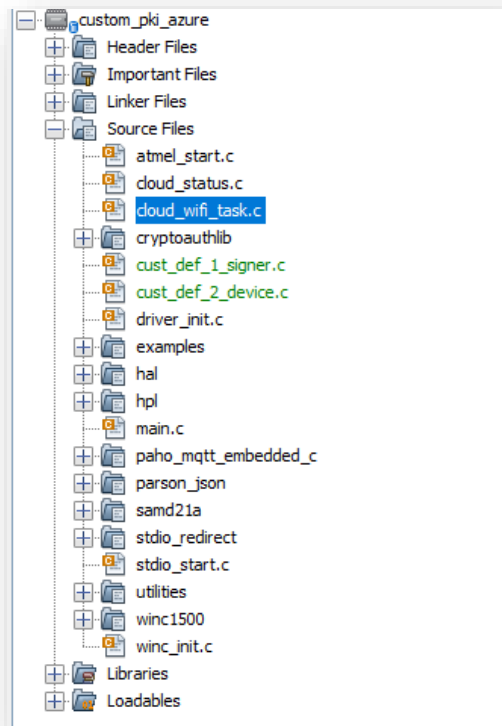 custom_pki_azure
Header Files
Important Files
Linker Files
Source Files
atmel_start.c
cloud_status.c
cloud_wifi_task.c
cryptoauthlib
cust_def_1_signer.c
cust_def_2_device.c
driver_init.c
examples
hal
hpl
main.c
paho_mqtt_embedded_c
parson_json
samd21a
stdio_redirect
stdio_start.c
utilities
winc1500
winc_init.c
Libraries
Loadables